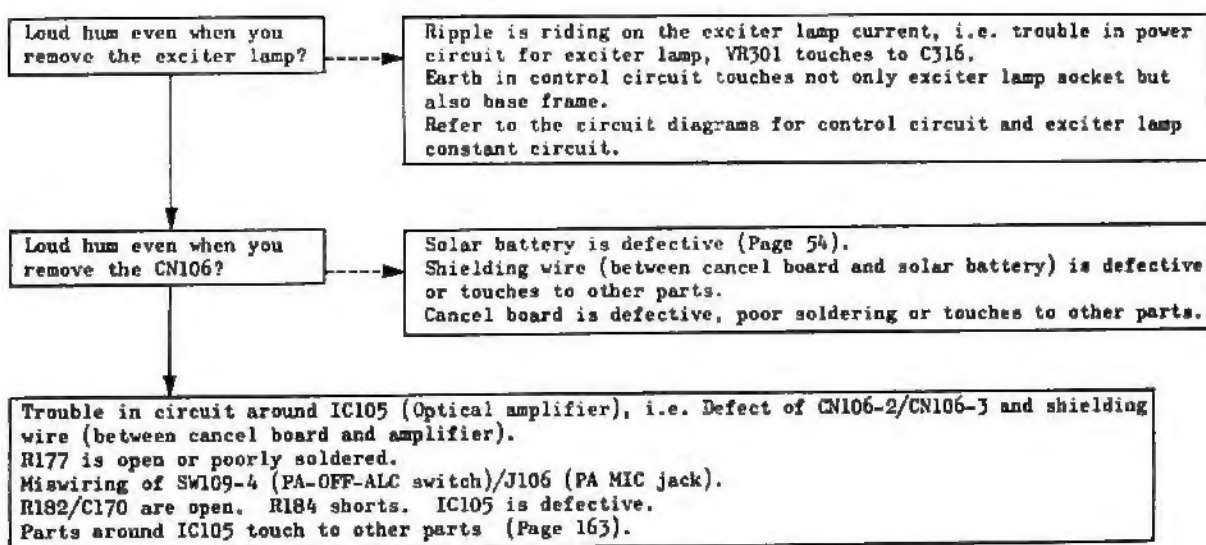 Loud hum even when you
remove the exciter lamp?
Ripple is riding on the exciter lamp current, i.e. trouble in power
circuit for exciter lamp, VR301 touches to C316.
Earth in control circuit touches not only exciter lamp socket but
also base frame.
Refer to the circuit diagrams for control circuit and exciter lamp
constant circuit.
Loud hum even when you
remove the CN106?
Solar battery is defective (Page 54).
Shielding wire (between cancel board and solar battery) is defective
or touches to other parts.
Cancel board is defective, poor soldering or touches to other parts.
Trouble in circuit around IC105 (Optical amplifier), i.e. Defect of CN106-2/CN106-3 and shielding
wire (between cancel board and amplifier).
R177 is open or poorly soldered.
Miswiring of SW109-4 (PA-OFF-ALC switch)/J106 (PA MIC jack).
R182/C170 are open. R184 shorts. IC105 is defective.
Parts around IC105 touch to other parts (Page 163).